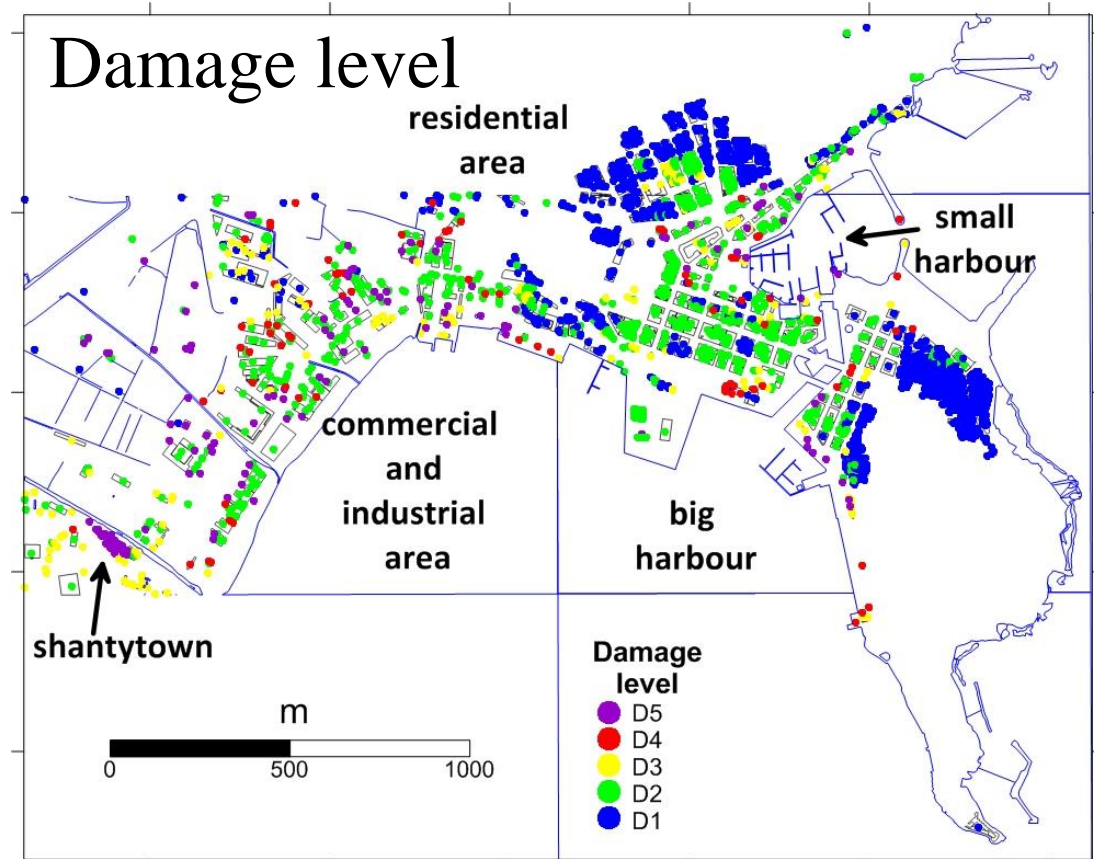 Damage level
residential
area
small
harbour
commercial
and
industrial
area
big
harbour
shantytown
Damage
level
D5
D4
D3
D2
D1
m
0 500 1000